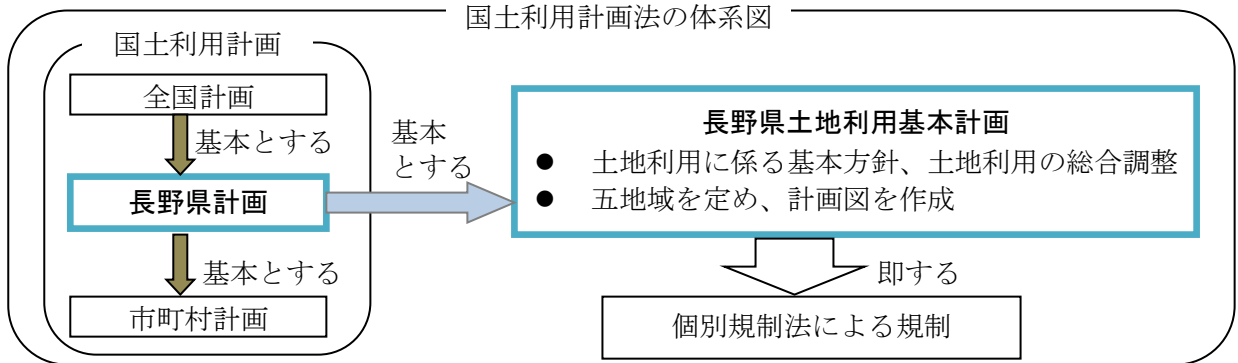 国土利用計画法の体系図
国土利用計画
全国計画
基本とする
長野県計画
基本とする
市町村計画
基本
とする
長野県土地利用基本計画
● 土地利用に係る基本方針、土地利用の総合調整
● 五地域を定め、計画図を作成
即する
個別規制法による規制